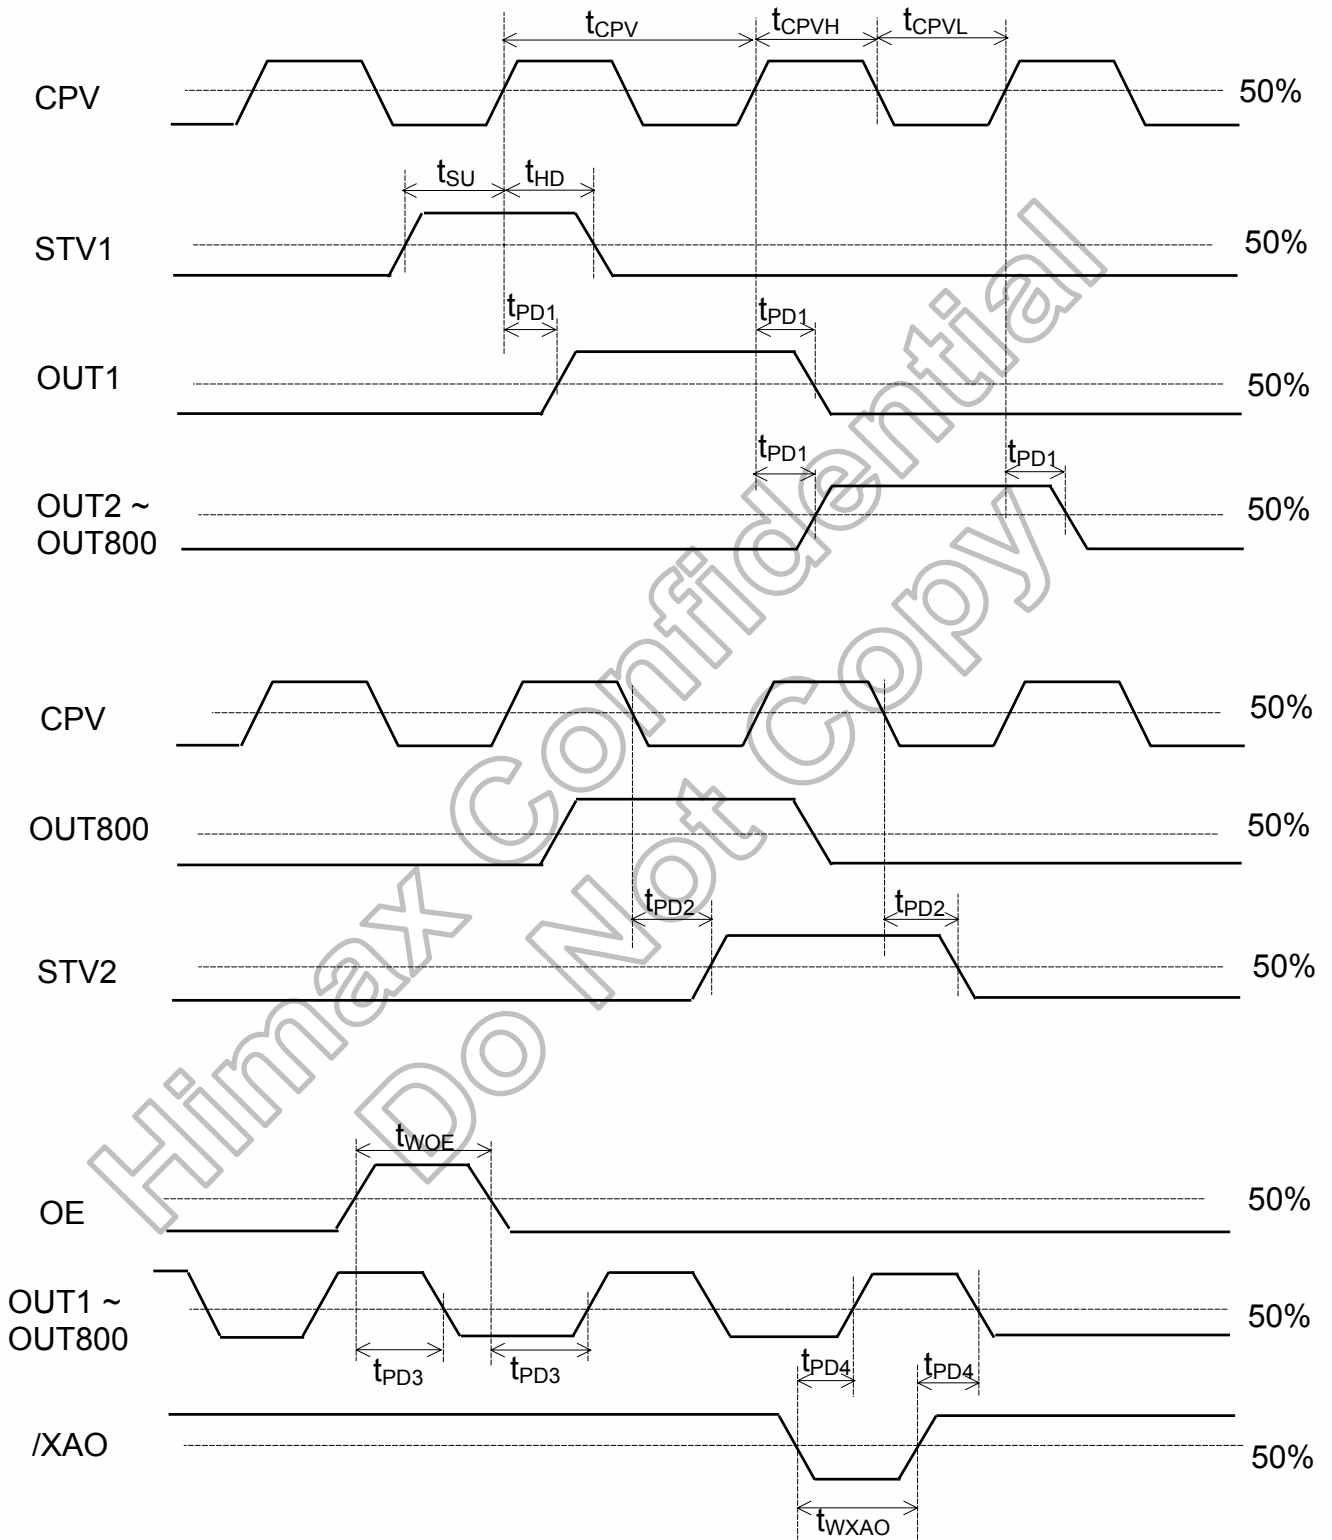 tCPV tCPVH tCPVL
CPV 50%
tSU tHD
STV1 50%
tPD1 tPD1
OUT1 50%
tPD1 tPD1
OUT2 ~
OUT800 50%
CPV 50%
OUT800 50%
tPD2 tPD2
STV2 50%
tWOE
OE 50%
OUT1 ~
OUT800 50%
tPD3 tPD3 tPD4 tPD4
/XAO 50%
tWXAO
Himax Confidential
Do Not Copy